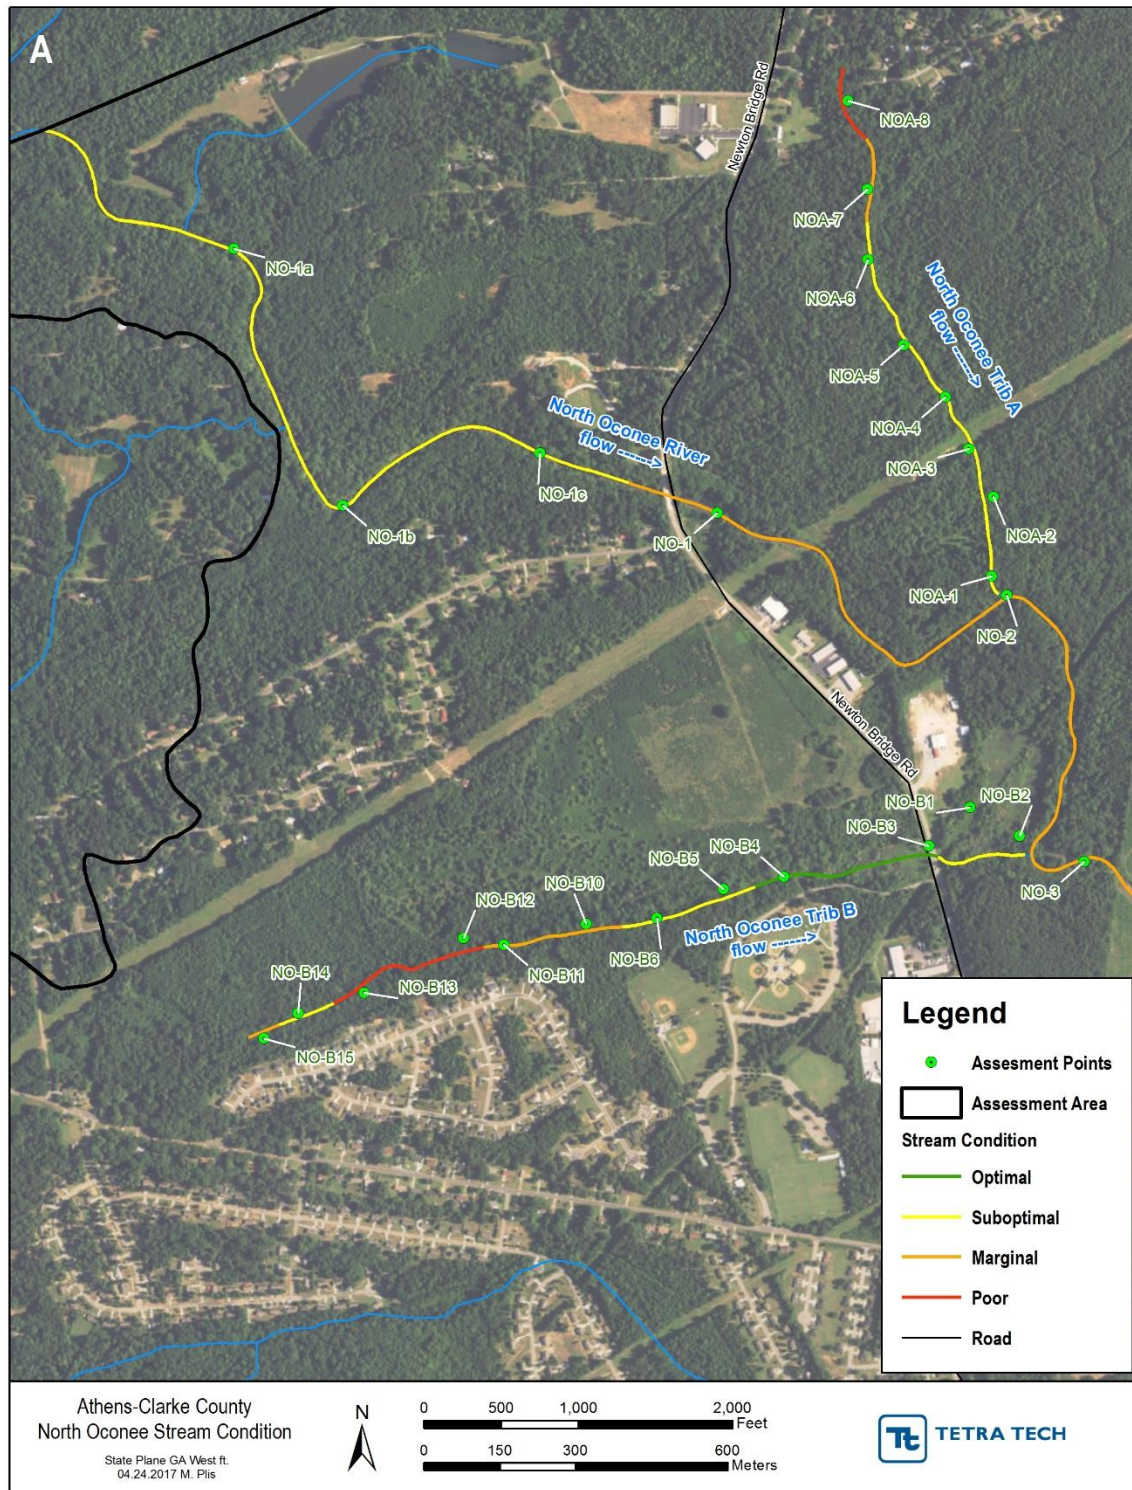 A
Newton Bridge Rd
NOA-8
NOA-7
NO-1a
NOA-6
North Oconee Trib A
flow ------>
NOA-5
NOA-4
North Oconee River
flow ------>
NOA-3
NO-1c
NO-1b
NOA-2
NO-1
NOA-1
NO-2
Newton Bridge Rd
NO-B1
NO-B2
NO-B3
NO-B4
NO-B5
NO-3
NO-B10
NO-B12
North Oconee Trib B
flow ------>
NO-B6
NO-B11
NO-B14
NO-B13
NO-B15
Legend
Assesment Points
Assessment Area
Stream Condition
Optimal
Suboptimal
Marginal
Poor
Road
Athens-Clarke County
North Oconee Stream Condition
State Plane GA West ft.
04.24.2017 M. Plis
N
0 500 1,000 2,000
Feet
0 150 300 600
Meters
Tt TETRA TECH